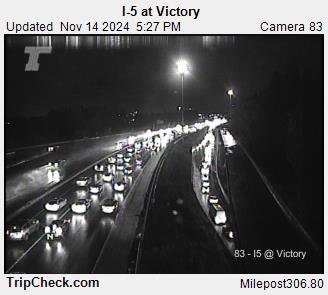 I-5 at Victory
Updated  Nov 14 2024  5:27 PM    Camera 83
T
83 - I5 @ Victory
TripCheck.com    Milepost306.80